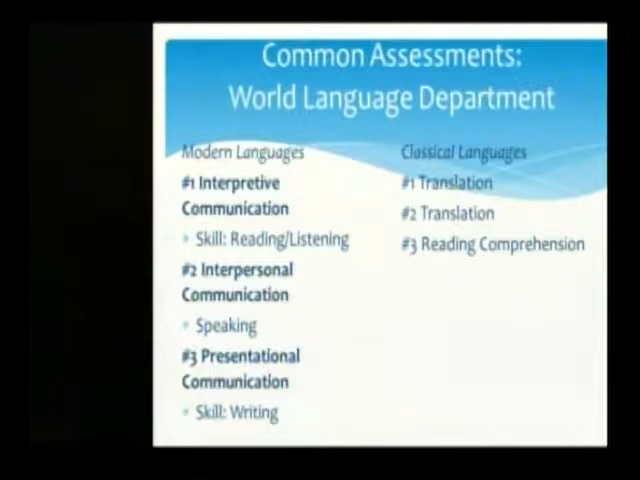 Common Assessments:
World Language Department
Modern Languages
#1 Interpretive
Communication
Skill: Reading/Listening
#2 Interpersonal
Communication
Speaking
#3 Presentational
Communication
Skill: Writing
Classical Languages
#1 Translation
#2 Translation
#3 Reading Comprehension